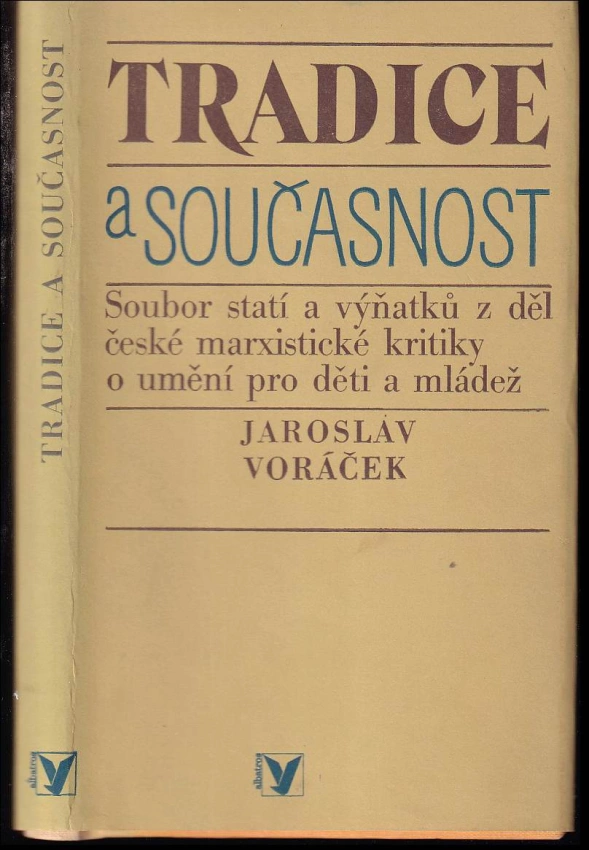 TRADICE A SOUČASNOST
albatros
TRADICE
a SOUČASNOST
Soubor statí a výňatků z děl
české marxistické kritiky
o umění pro děti a mládež
JAROSLAV
VORÁČEK
albatros